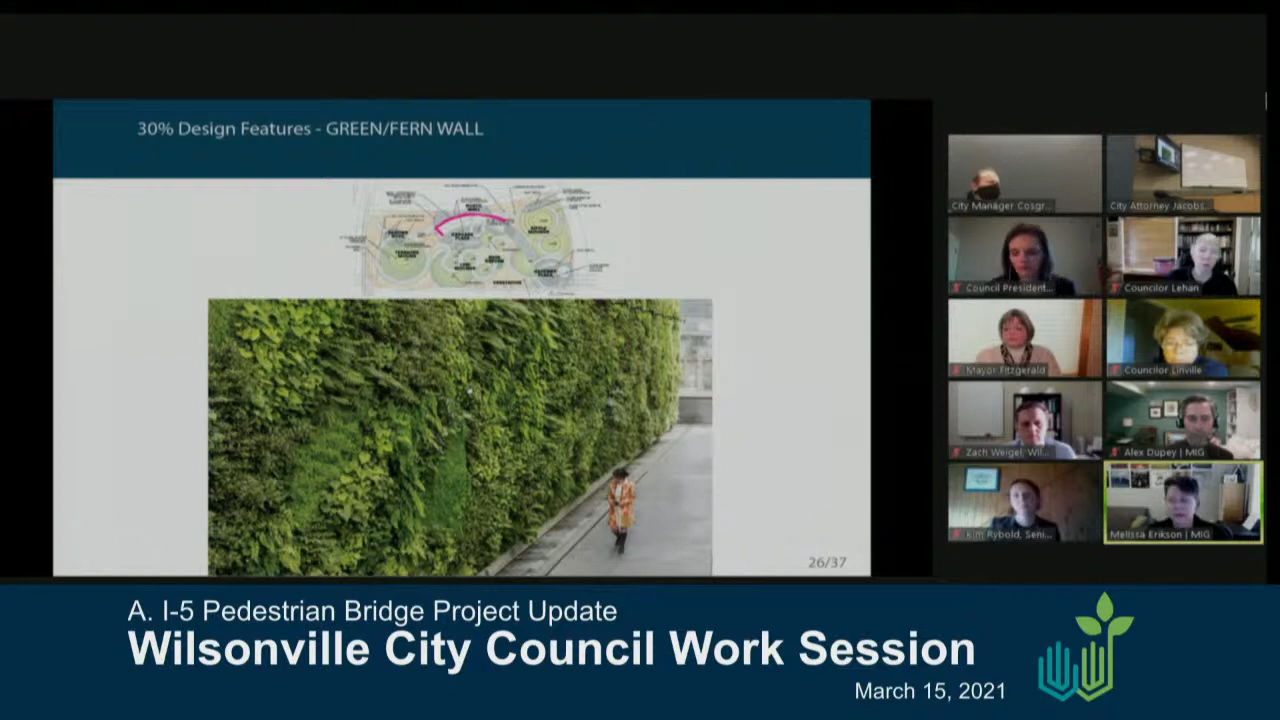 30% Design Features - GREEN/FERN WALL
26/37
City Manager Cosgr...
City Attorney Jacobs...
Council President...
Councilor Lehan
Mayor Fitzgerald
Councilor Linville
Zach Weigel, Wil...
Alex Dupey | MIG
Kim Rybold, Seni...
Melissa Erikson | MIG
A. I-5 Pedestrian Bridge Project Update
Wilsonville City Council Work Session
March 15, 2021